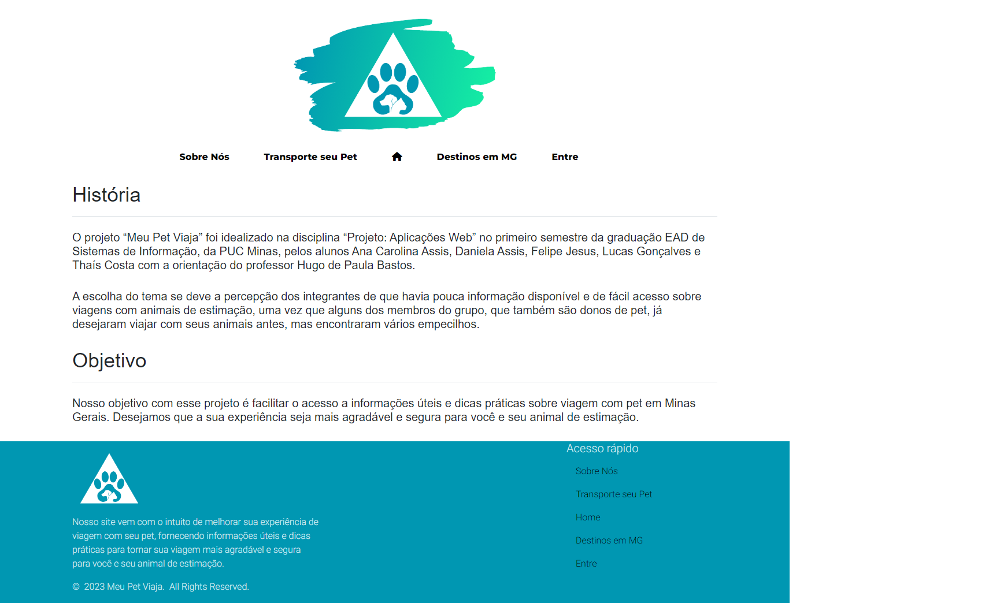 Sobre Nós
Transporte seu Pet
Destinos em MG
Entre
História
O projeto “Meu Pet Viaja” foi idealizado na disciplina “Projeto: Aplicações Web” no primeiro semestre da graduação EAD de
Sistemas de Informação, da PUC Minas, pelos alunos Ana Carolina Assis, Daniela Assis, Felipe Jesus, Lucas Gonçalves e
Thaís Costa com a orientação do professor Hugo de Paula Bastos.
A escolha do tema se deve a percepção dos integrantes de que havia pouca informação disponível e de fácil acesso sobre
viagens com animais de estimação, uma vez que alguns dos membros do grupo, que também são donos de pet, já
desejaram viajar com seus animais antes, mas encontraram vários empecilhos.
Objetivo
Nosso objetivo com esse projeto é facilitar o acesso a informações úteis e dicas práticas sobre viagem com pet em Minas
Gerais. Desejamos que a sua experiência seja mais agradável e segura para você e seu animal de estimação.
Nosso site vem com o intuito de melhorar sua experiência de
viagem com seu pet, fornecendo informações úteis e dicas
práticas para tornar sua viagem mais agradável e segura
para você e seu animal de estimação.
© 2023 Meu Pet Viaja. All Rights Reserved.
Acesso rápido
Sobre Nós
Transporte seu Pet
Home
Destinos em MG
Entre